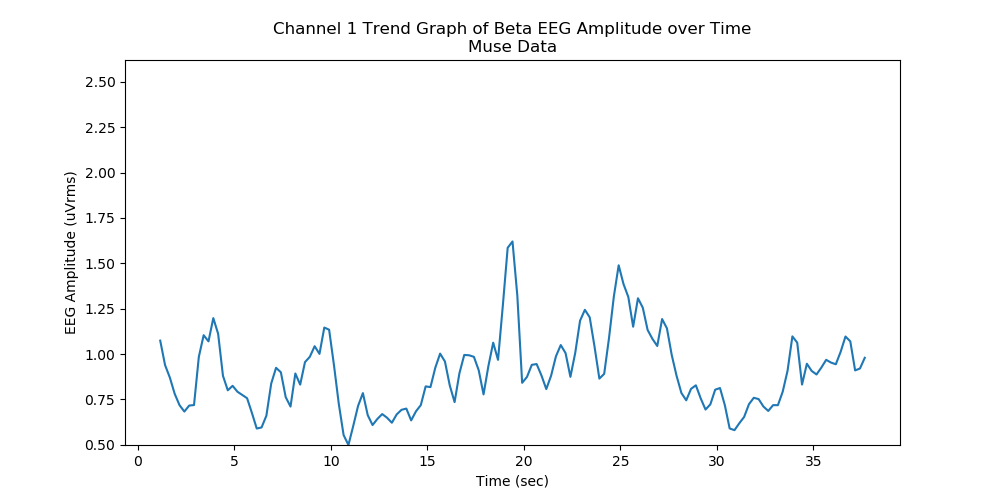 Channel 1 Trend Graph of Beta EEG Amplitude over Time
Muse Data
2.50
2.25
2.00
1.75
1.50
1.25
1.00
0.75
0.50
EEG Amplitude (uVrms)
0 5 10 15 20 25 30 35
Time (sec)